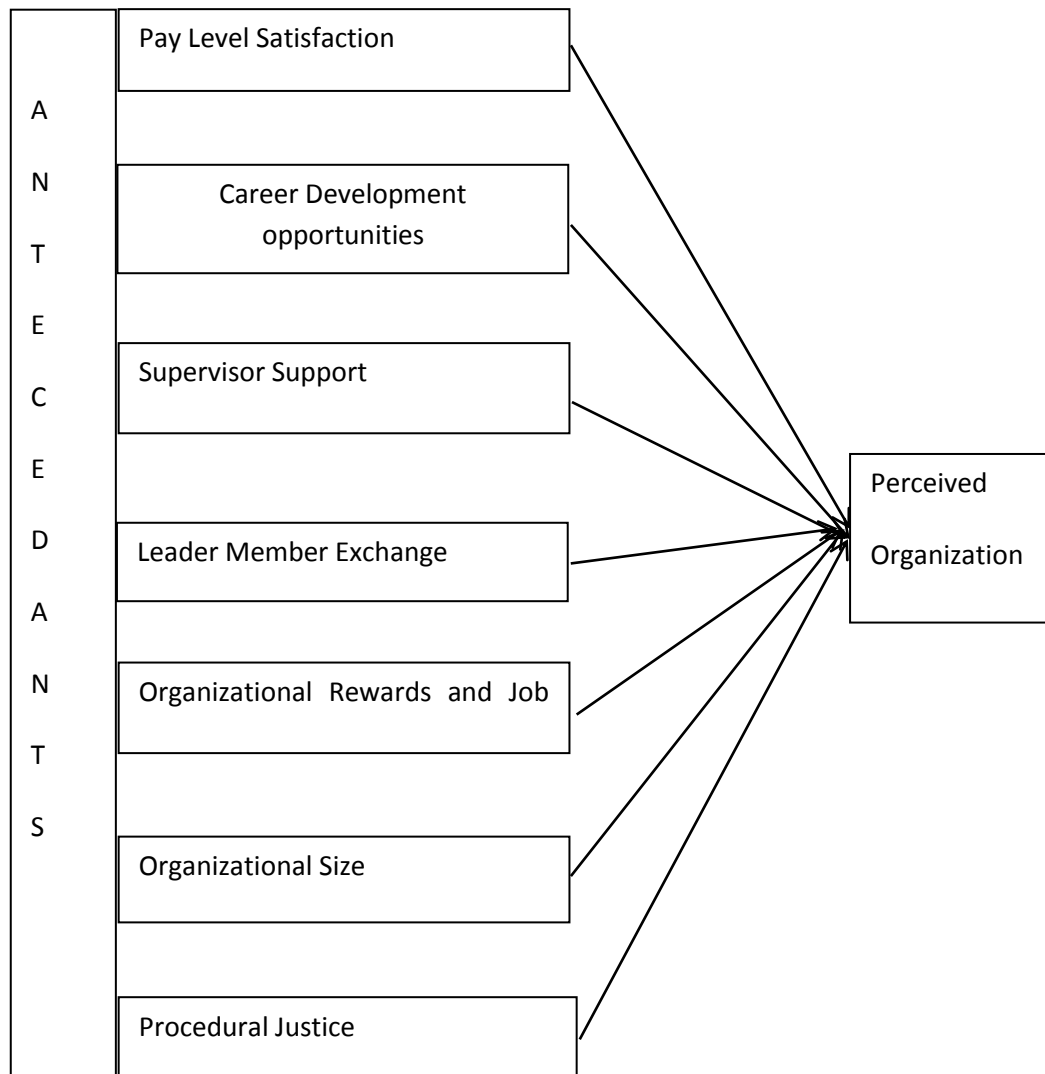 ANTECEDANTS
Pay Level Satisfaction
Career Development
opportunities
Supervisor Support
Leader Member Exchange
Organizational Rewards and Job
Organizational Size
Procedural Justice
Perceived
Organization